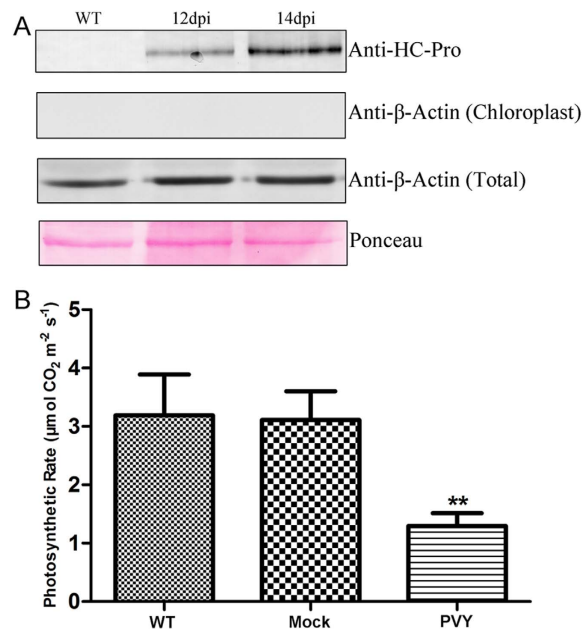 A
WT 12dpi 14dpi
Anti-HC-Pro
Anti-β-Actin (Chloroplast)
Anti-β-Actin (Total)
Ponceau
B
Photosynthetic Rate (μmol CO₂ m⁻² s⁻¹)
5
4
3
2
1
0
**
WT Mock PVY